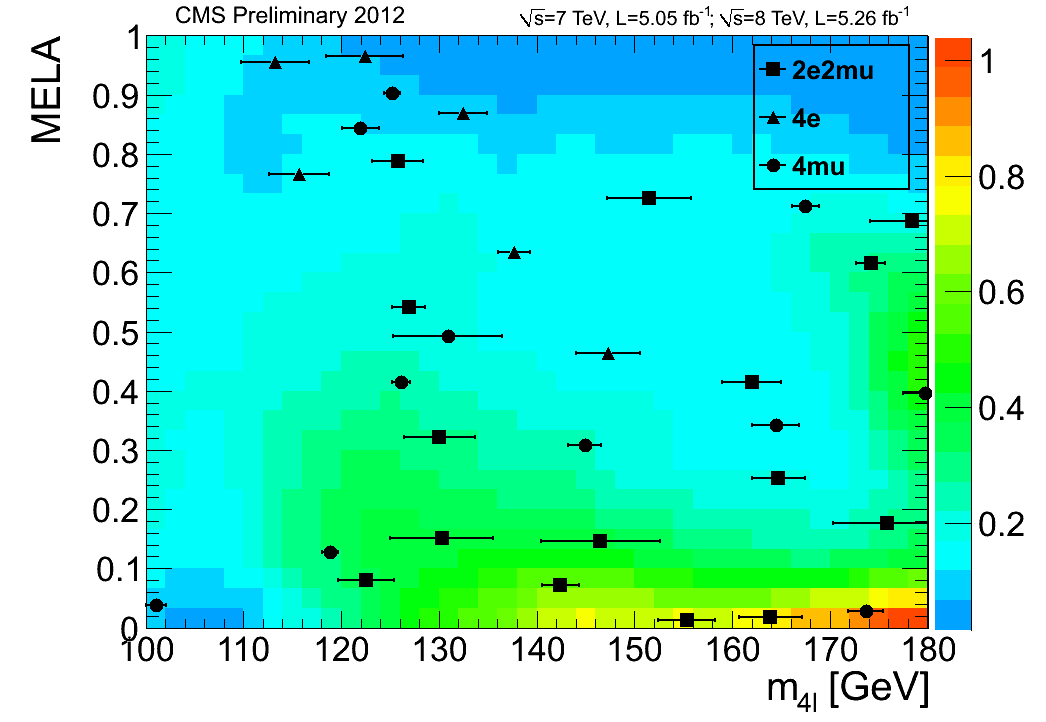 CMS Preliminary 2012
√s=7 TeV, L=5.05 fb⁻¹; √s=8 TeV, L=5.26 fb⁻¹
MELA
1
0.9
0.8
0.7
0.6
0.5
0.4
0.3
0.2
0.1
0
2e2mu
4e
4mu
1
0.8
0.6
0.4
0.2
100 110 120 130 140 150 160 170 180
m₄ₗ [GeV]